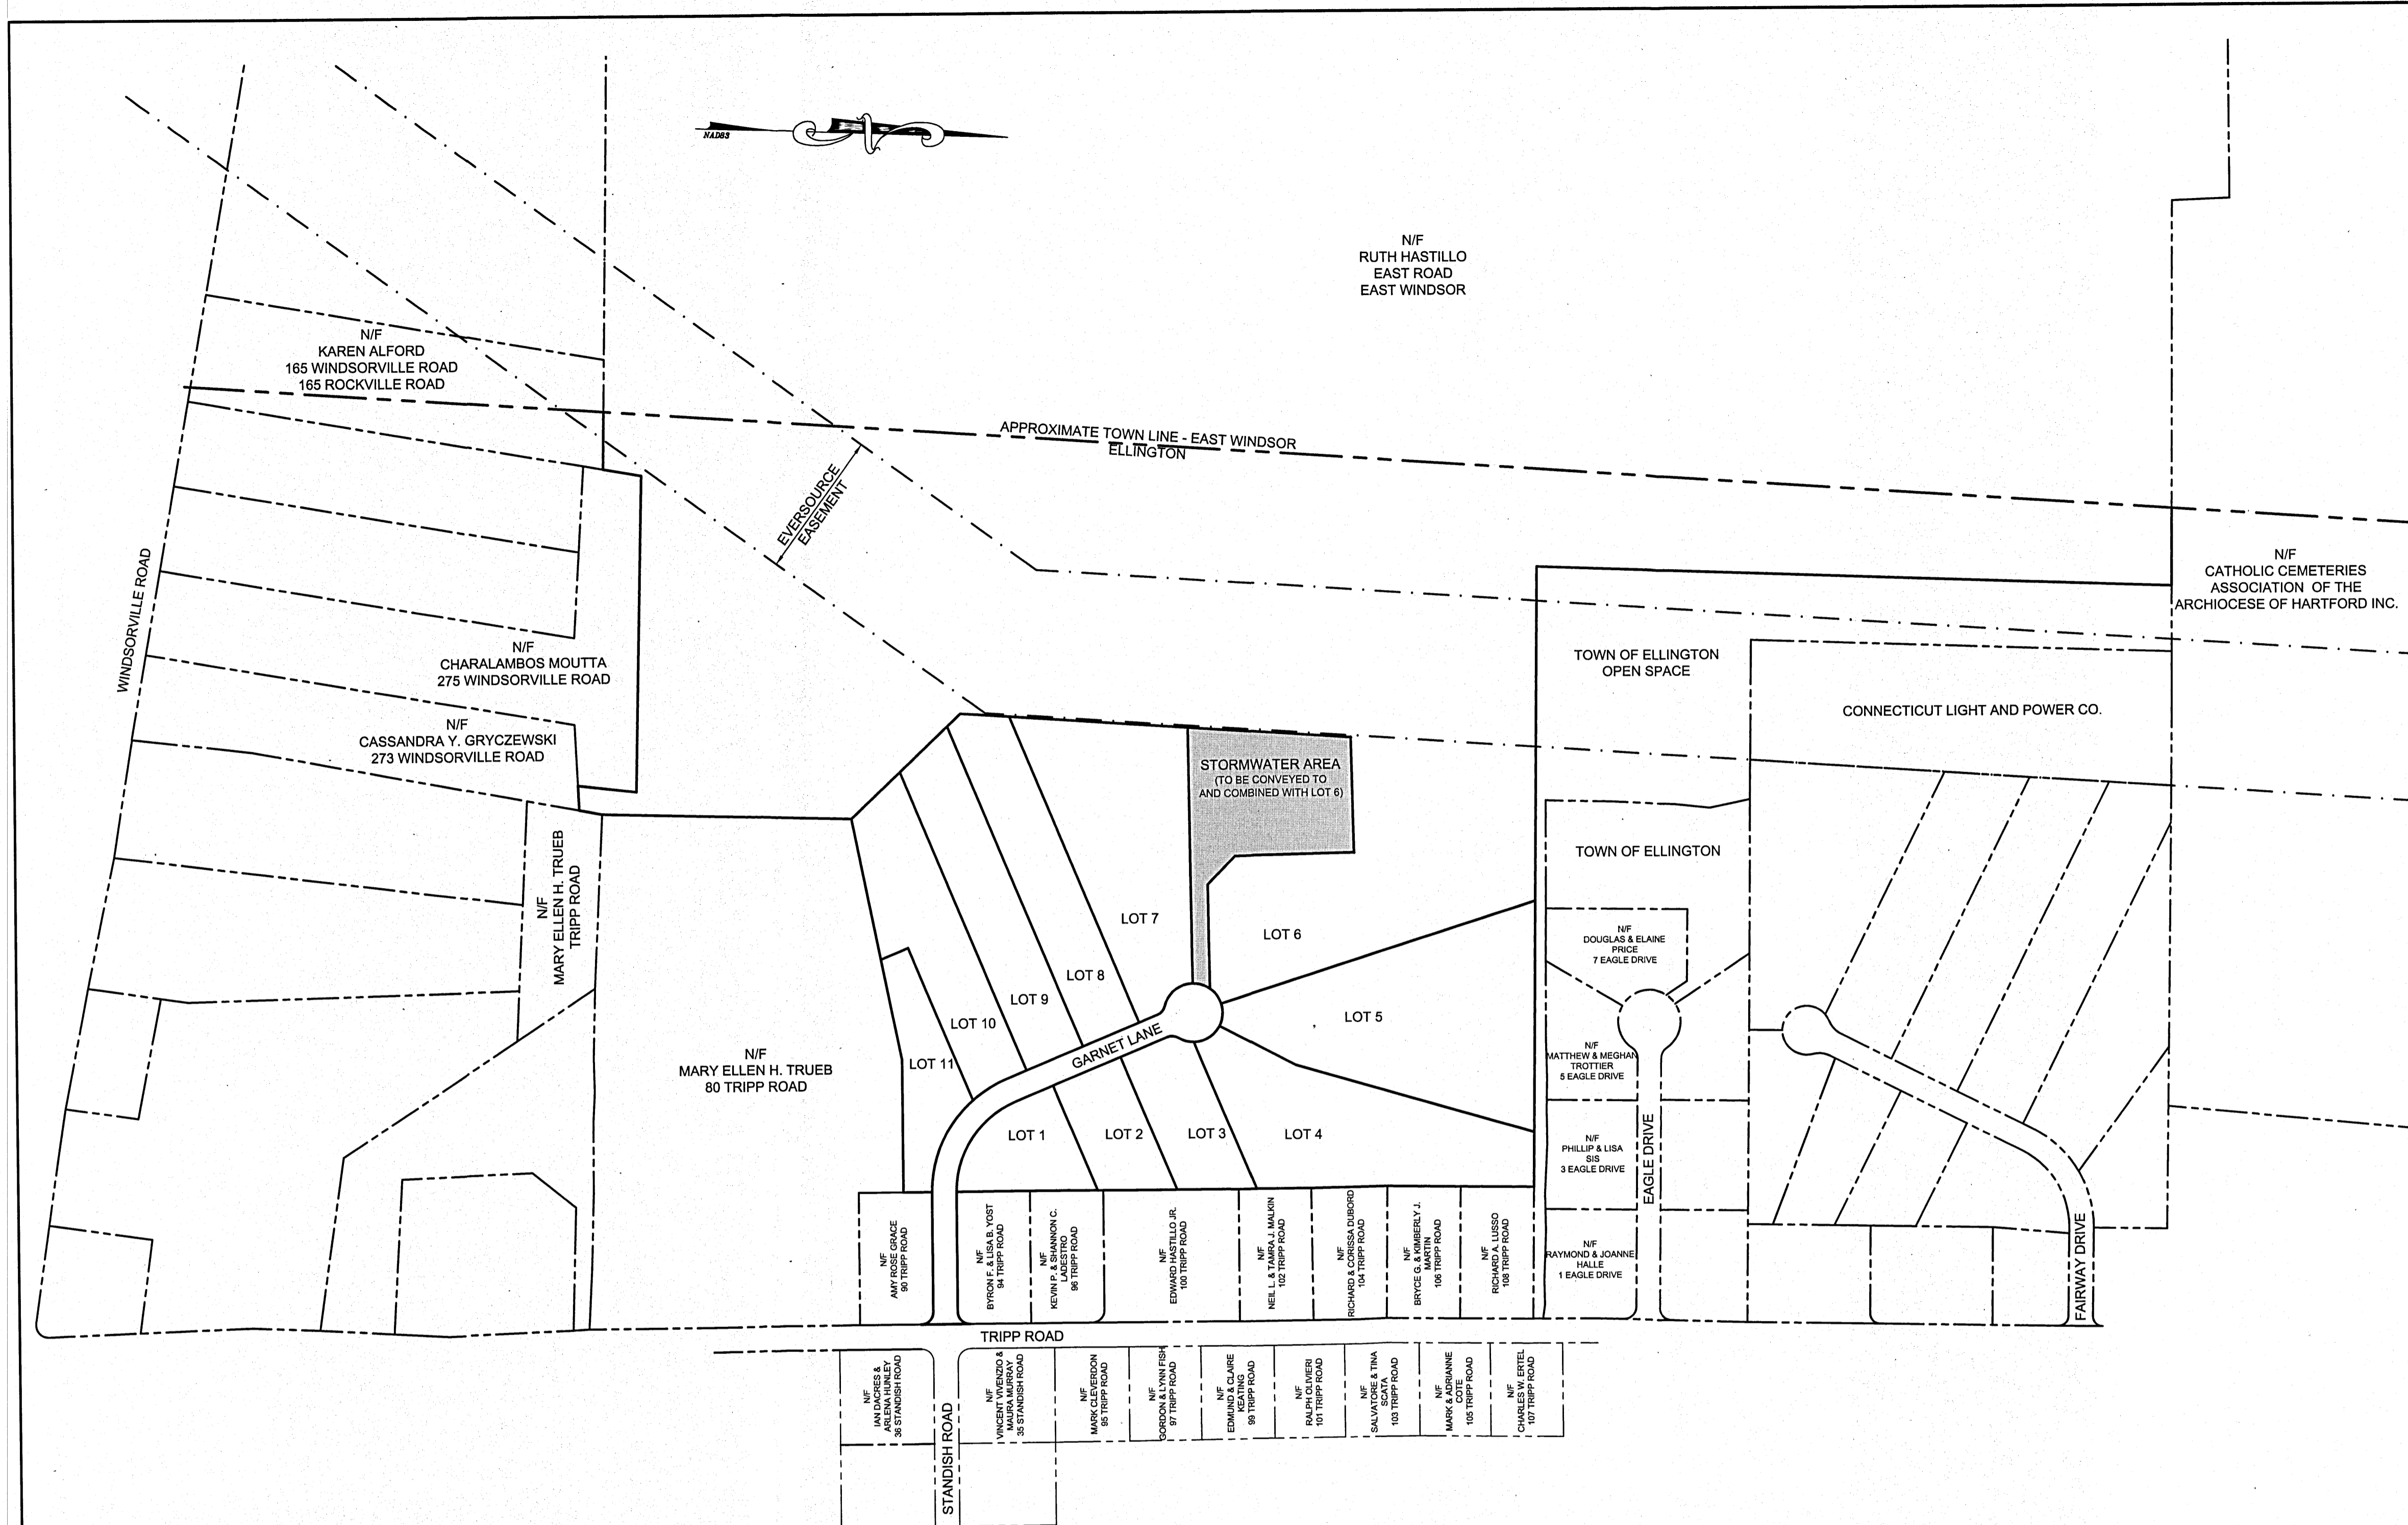 NAD83
N/F
RUTH HASTILLO
EAST ROAD
EAST WINDSOR
N/F
KAREN ALFORD
165 WINDSORVILLE ROAD
165 ROCKVILLE ROAD
APPROXIMATE TOWN LINE - EAST WINDSOR
ELLINGTON
EVERSOURCE
EASEMENT
WINDSORVILLE ROAD
N/F
CATHOLIC CEMETERIES
ASSOCIATION OF THE
ARCHIOCESE OF HARTFORD INC.
N/F
CHARALAMBOS MOUTTA
275 WINDSORVILLE ROAD
TOWN OF ELLINGTON
OPEN SPACE
CONNECTICUT LIGHT AND POWER CO.
N/F
CASSANDRA Y. GRYCZEWSKI
273 WINDSORVILLE ROAD
STORMWATER AREA
(TO BE CONVEYED TO
AND COMBINED WITH LOT 6)
N/F
MARY ELLEN H. TRUEB
TRIPP ROAD
TOWN OF ELLINGTON
LOT 7
LOT 6
N/F
DOUGLAS & ELAINE
PRICE
7 EAGLE DRIVE
LOT 8
LOT 9
LOT 10
LOT 5
GARNET LANE
LOT 11
N/F
MARY ELLEN H. TRUEB
80 TRIPP ROAD
N/F
MATTHEW & MEGHAN
TROTTIER
5 EAGLE DRIVE
LOT 1
LOT 2
LOT 3
LOT 4
N/F
PHILLIP & LISA
SIS
3 EAGLE DRIVE
EAGLE DRIVE
N/F
AMY ROSE GRACE
90 TRIPP ROAD
N/F
BYRON F. & LISA B. YOST
94 TRIPP ROAD
N/F
KEVIN P. & SHANNON C.
LADESTRO
96 TRIPP ROAD
N/F
EDWARD HASTILLO JR.
100 TRIPP ROAD
N/F
NEIL L. & TAMRA J. MALKIN
102 TRIPP ROAD
N/F
RICHARD & CORISSA DUBORD
104 TRIPP ROAD
N/F
BRYCE G. & KIMBERLY J.
MARTIN
106 TRIPP ROAD
N/F
RICHARD A. LUSSO
108 TRIPP ROAD
N/F
RAYMOND & JOANNE
HALLE
1 EAGLE DRIVE
FAIRWAY DRIVE
TRIPP ROAD
N/F
IAN DACRES &
ARLENA HUNLEY
36 STANDISH ROAD
STANDISH ROAD
N/F
VINCENT VIVENZIO &
MAURA MURRAY
35 STANDISH ROAD
N/F
MARK CLEVERDON
95 TRIPP ROAD
N/F
GORDON & LYNN FISH
97 TRIPP ROAD
N/F
EDMUND & CLAIRE
KEATING
99 TRIPP ROAD
N/F
RALPH OLIVIERI
101 TRIPP ROAD
N/F
SALVATORE & TINA
SCATA
103 TRIPP ROAD
N/F
MARK & ADRIANNE
COTE
105 TRIPP ROAD
N/F
CHARLES W. ERTEL
107 TRIPP ROAD